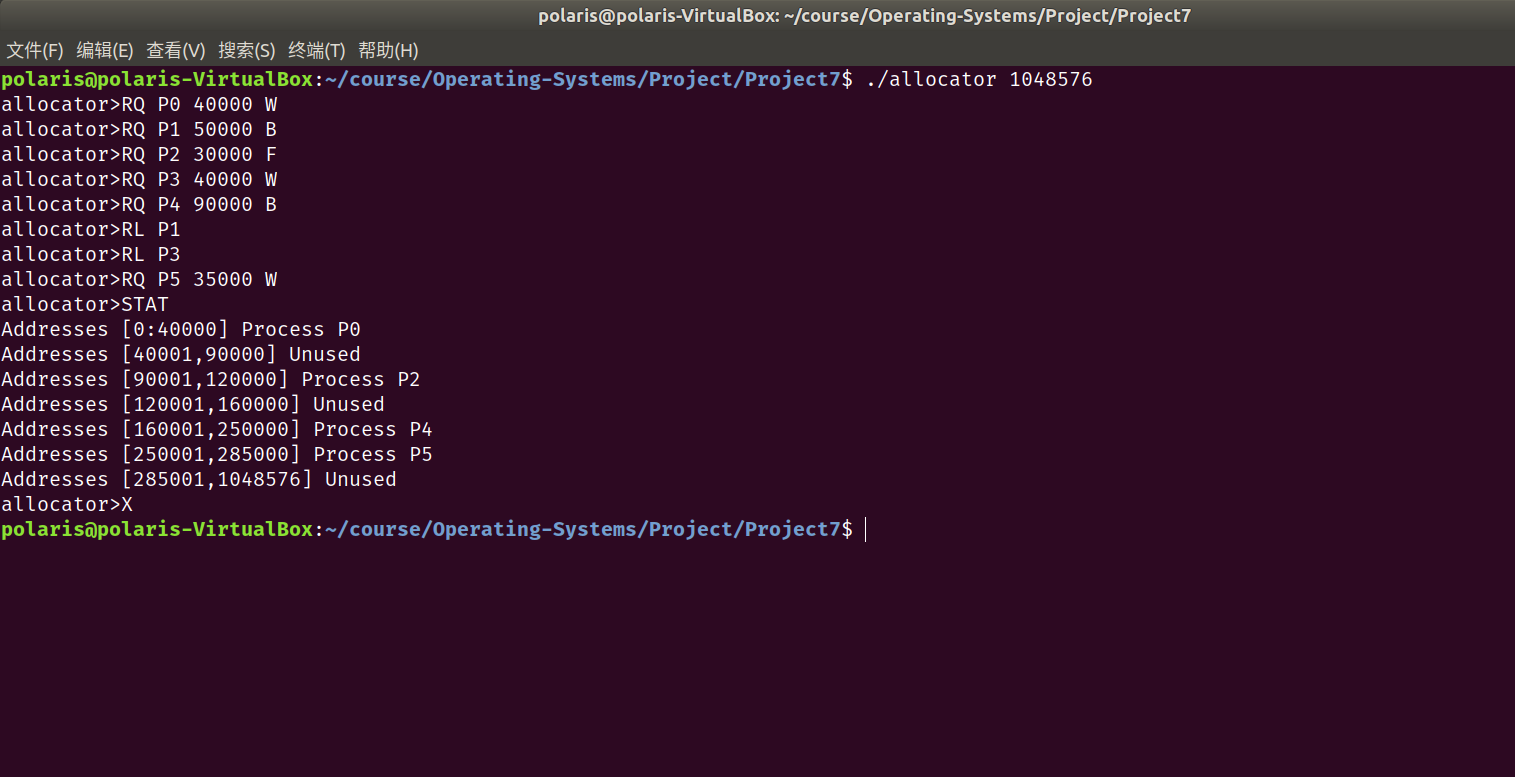 polaris@polaris-VirtualBox: ~/course/Operating-Systems/Project/Project7
文件(F) 编辑(E) 查看(V) 搜索(S) 终端(T) 帮助(H)
polaris@polaris-VirtualBox:~/course/Operating-Systems/Project/Project7$ ./allocator 1048576
allocator>RQ P0 40000 W
allocator>RQ P1 50000 B
allocator>RQ P2 30000 F
allocator>RQ P3 40000 W
allocator>RQ P4 90000 B
allocator>RL P1
allocator>RL P3
allocator>RQ P5 35000 W
allocator>STAT
Addresses [0:40000] Process P0
Addresses [40001,90000] Unused
Addresses [90001,120000] Process P2
Addresses [120001,160000] Unused
Addresses [160001,250000] Process P4
Addresses [250001,285000] Process P5
Addresses [285001,1048576] Unused
allocator>X
polaris@polaris-VirtualBox:~/course/Operating-Systems/Project/Project7$